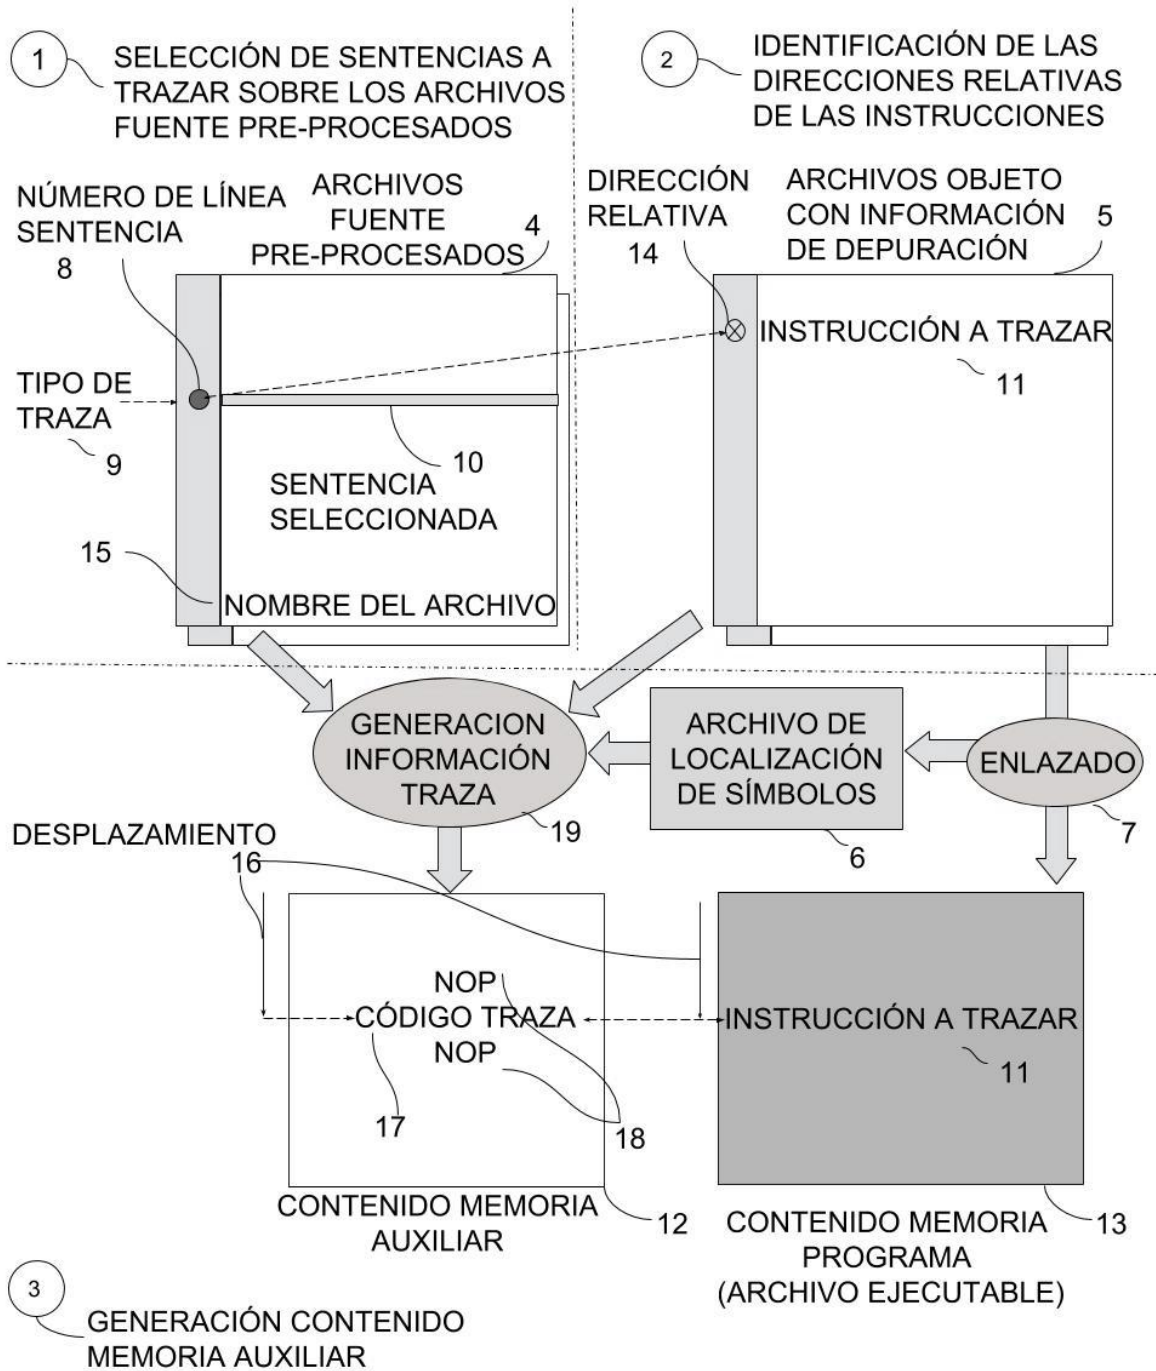 1
SELECCIÓN DE SENTENCIAS A
TRAZAR SOBRE LOS ARCHIVOS
FUENTE PRE-PROCESADOS
2
IDENTIFICACIÓN DE LAS
DIRECCIONES RELATIVAS
DE LAS INSTRUCCIONES
NÚMERO DE LÍNEA
SENTENCIA
8
ARCHIVOS
FUENTE
PRE-PROCESADOS
4
DIRECCIÓN
RELATIVA
14
ARCHIVOS OBJETO
CON INFORMACIÓN
DE DEPURACIÓN
5
INSTRUCCIÓN A TRAZAR
11
TIPO DE
TRAZA
9
10
SENTENCIA
SELECCIONADA
15
NOMBRE DEL ARCHIVO
GENERACION
INFORMACIÓN
TRAZA
19
ARCHIVO DE
LOCALIZACIÓN
DE SÍMBOLOS
6
ENLAZADO
7
DESPLAZAMIENTO
16
NOP
CÓDIGO TRAZA
NOP
17
18
INSTRUCCIÓN A TRAZAR
11
CONTENIDO MEMORIA
AUXILIAR
12
CONTENIDO MEMORIA
PROGRAMA
(ARCHIVO EJECUTABLE)
13
3
GENERACIÓN CONTENIDO
MEMORIA AUXILIAR